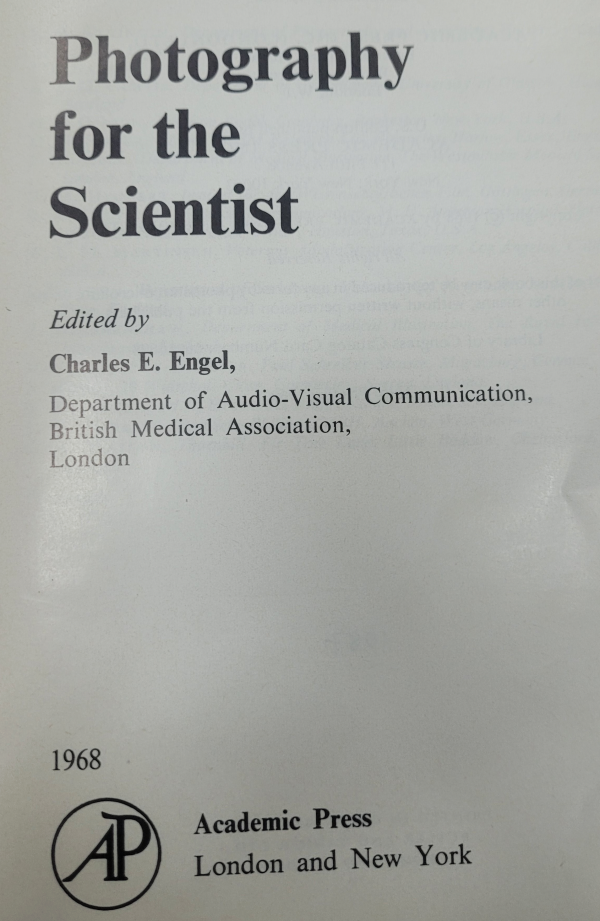 Photography
for the
Scientist
Edited by
Charles E. Engel,
Department of Audio-Visual Communication,
British Medical Association,
London
1968
AP
Academic Press
London and New York